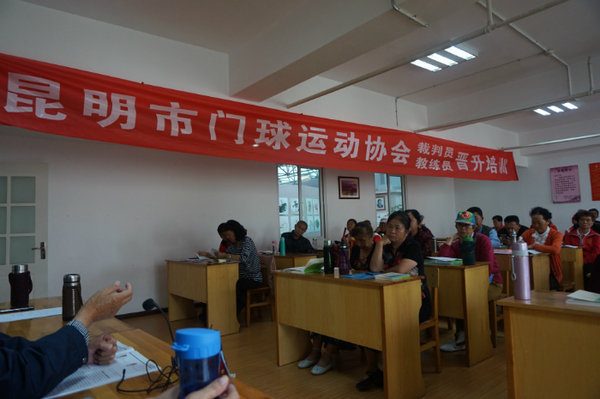 昆明市门球运动协会
裁判员
教练员
晋升培训